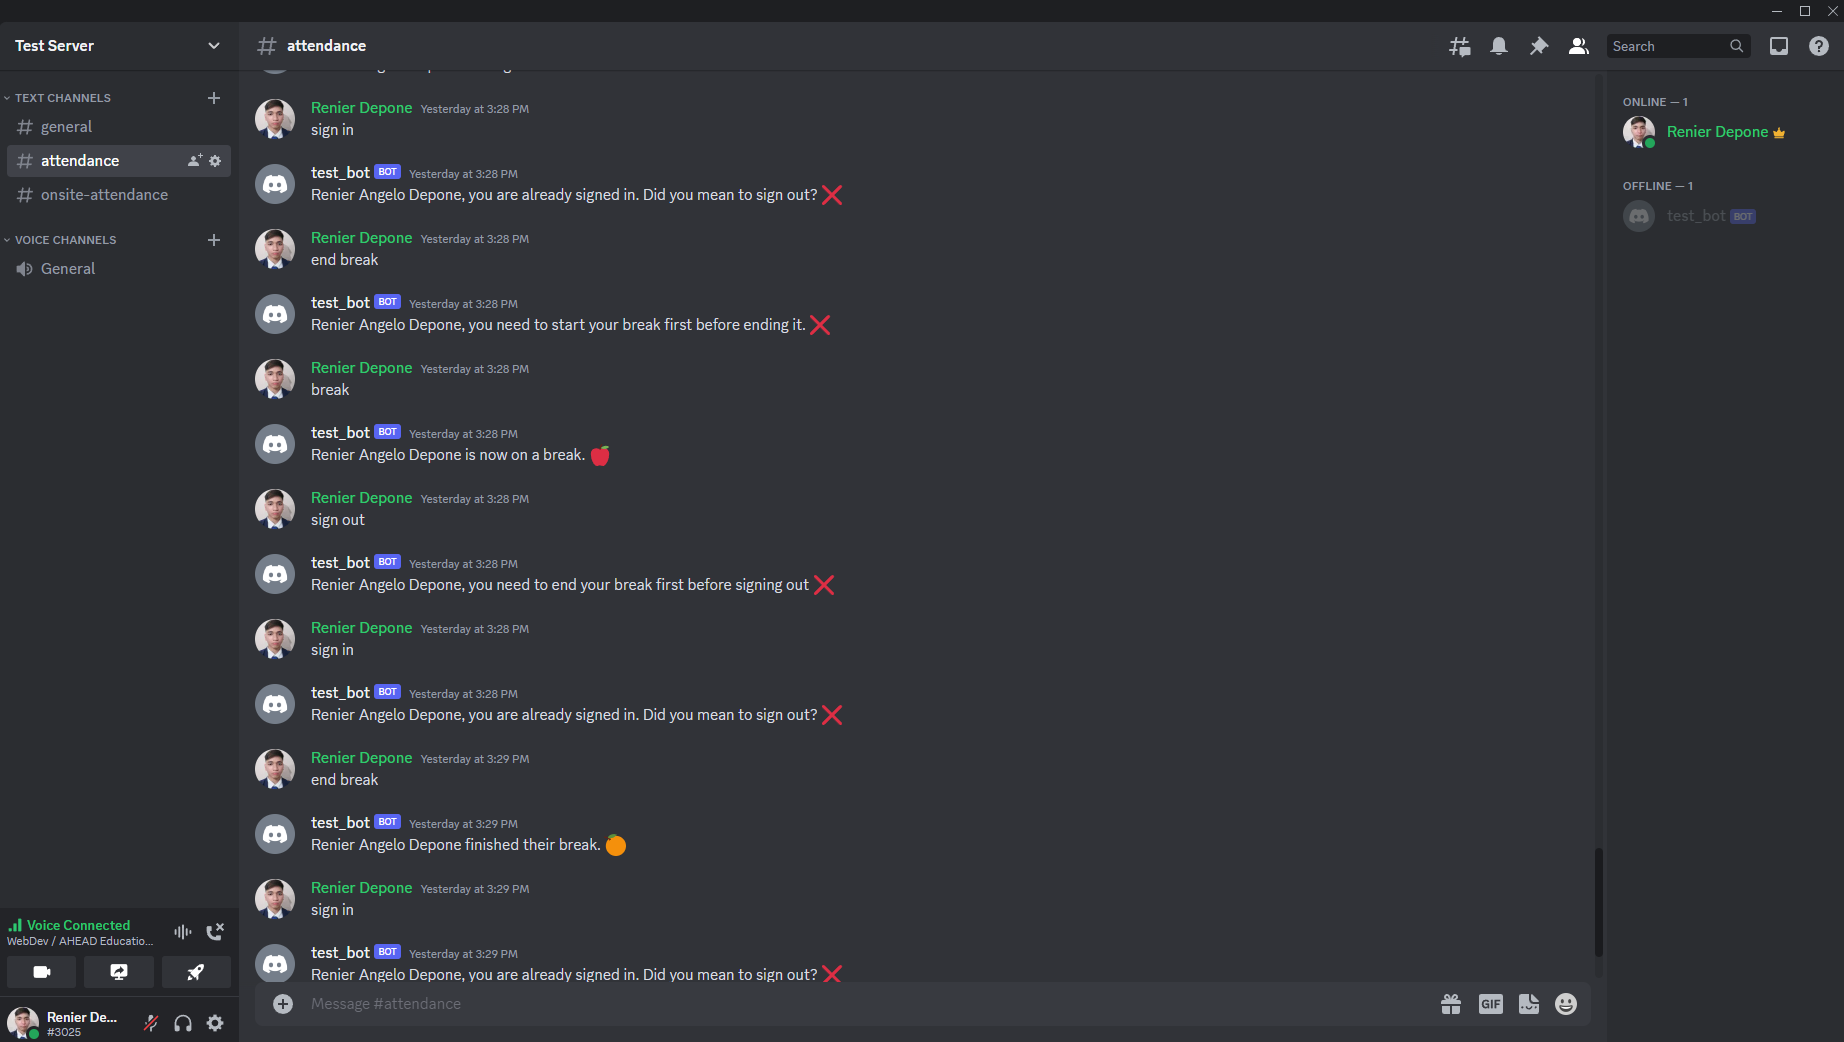 Test Server
attendance
Search
TEXT CHANNELS
general
attendance
onsite-attendance
VOICE CHANNELS
General
Renier Depone Yesterday at 3:28 PM
sign in
test_bot BOT Yesterday at 3:28 PM
Renier Angelo Depone, you are already signed in. Did you mean to sign out? ❌
Renier Depone Yesterday at 3:28 PM
end break
test_bot BOT Yesterday at 3:28 PM
Renier Angelo Depone, you need to start your break first before ending it. ❌
Renier Depone Yesterday at 3:28 PM
break
test_bot BOT Yesterday at 3:28 PM
Renier Angelo Depone is now on a break. 🍎
Renier Depone Yesterday at 3:28 PM
sign out
test_bot BOT Yesterday at 3:28 PM
Renier Angelo Depone, you need to end your break first before signing out ❌
Renier Depone Yesterday at 3:28 PM
sign in
test_bot BOT Yesterday at 3:28 PM
Renier Angelo Depone, you are already signed in. Did you mean to sign out? ❌
Renier Depone Yesterday at 3:29 PM
end break
test_bot BOT Yesterday at 3:29 PM
Renier Angelo Depone finished their break. 🍊
Renier Depone Yesterday at 3:29 PM
sign in
test_bot BOT Yesterday at 3:29 PM
Renier Angelo Depone, you are already signed in. Did you mean to sign out? ❌
Message #attendance
GIF
ONLINE — 1
Renier Depone
OFFLINE — 1
test_bot BOT
Voice Connected
WebDev / AHEAD Educatio...
Renier De...
#3025